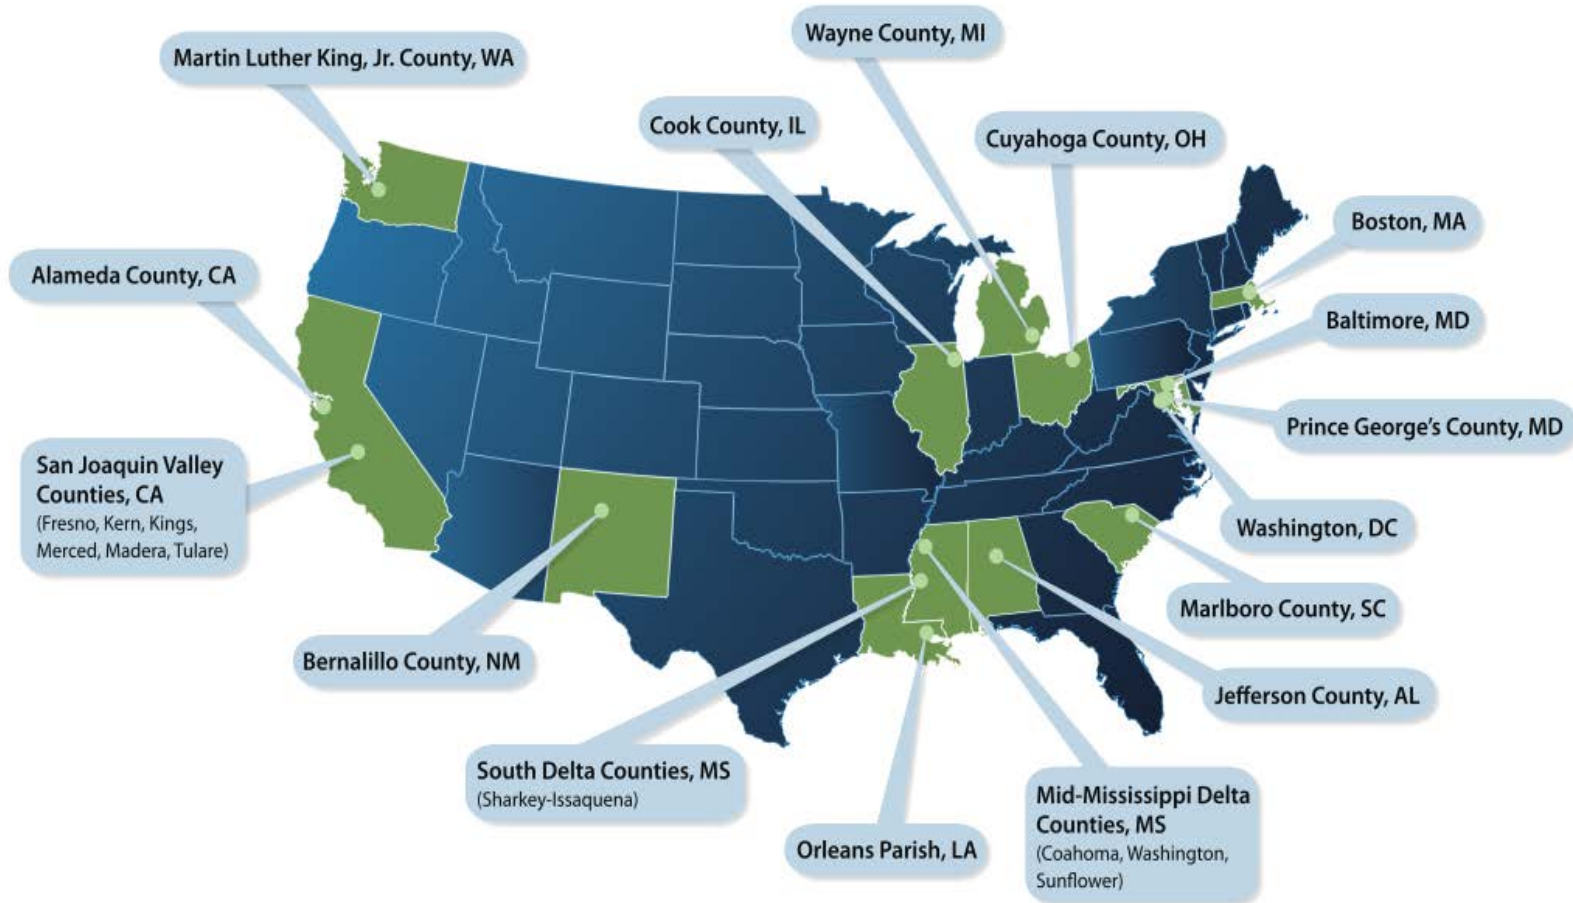 Wayne County, MI
Martin Luther King, Jr. County, WA
Cook County, IL
Cuyahoga County, OH
Boston, MA
Alameda County, CA
Baltimore, MD
Prince George’s County, MD
San Joaquin Valley
Counties, CA
(Fresno, Kern, Kings,
Merced, Madera, Tulare)
Washington, DC
Marlboro County, SC
Bernalillo County, NM
Jefferson County, AL
South Delta Counties, MS
(Sharkey-Issaquena)
Mid-Mississippi Delta
Counties, MS
(Coahoma, Washington,
Sunflower)
Orleans Parish, LA